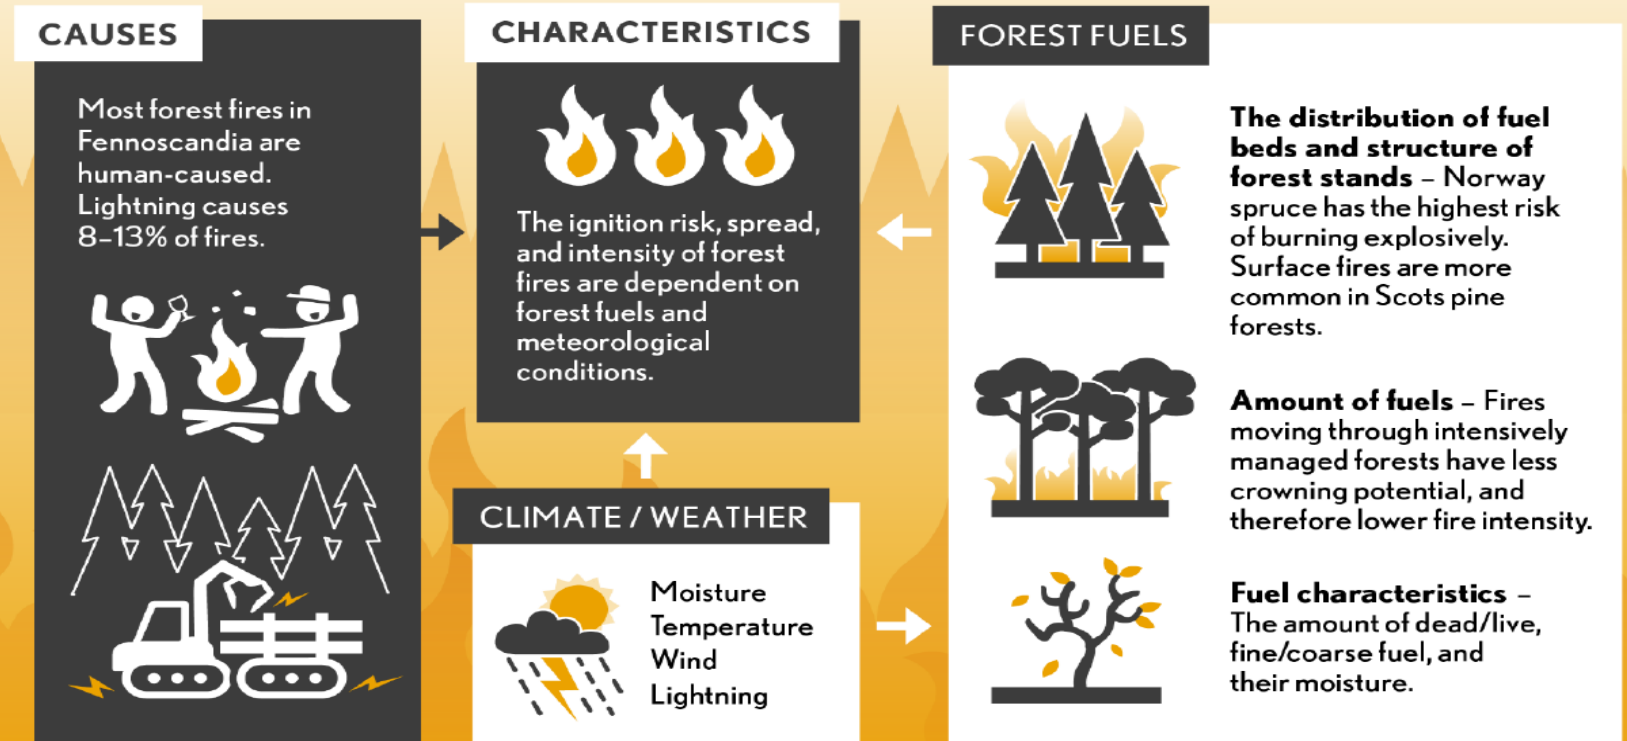 CAUSES
Most forest fires in
Fennoscandia are
human-caused.
Lightning causes
8–13% of fires.
CHARACTERISTICS
The ignition risk, spread,
and intensity of forest
fires are dependent on
forest fuels and
meteorological
conditions.
CLIMATE / WEATHER
Moisture
Temperature
Wind
Lightning
FOREST FUELS
The distribution of fuel
beds and structure of
forest stands – Norway
spruce has the highest risk
of burning explosively.
Surface fires are more
common in Scots pine
forests.
Amount of fuels – Fires
moving through intensively
managed forests have less
crowning potential, and
therefore lower fire intensity.
Fuel characteristics –
The amount of dead/live,
fine/coarse fuel, and
their moisture.